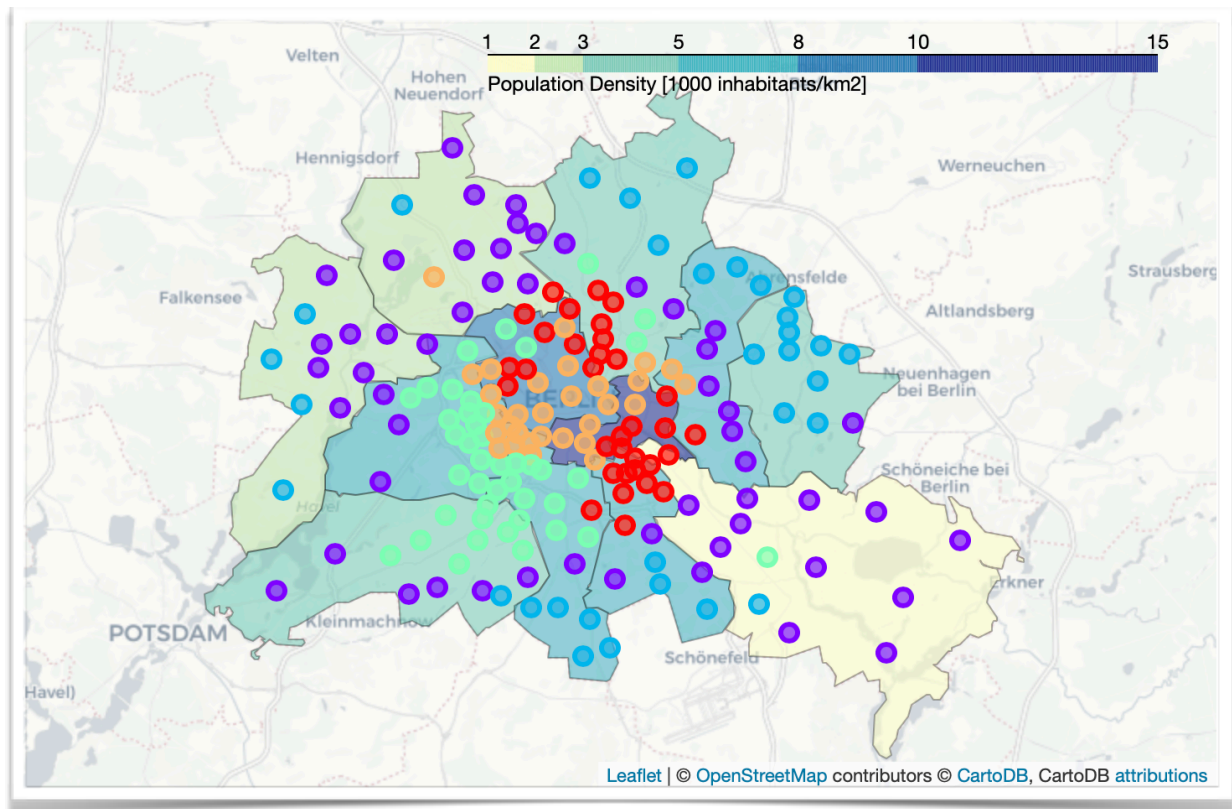 1 2 3 5 8 10 15
Population Density [1000 inhabitants/km2]
Velten
Hohen
Neuendorf
Hennigsdorf
Werneuchen
Ahrensfelde
Strausberg
Falkensee
Altlandsberg
Neuenhagen
bei Berlin
BERLIN
Schöneiche bei
Berlin
Havel
Erkner
Kleinmachnow
POTSDAM
Schönefeld
Havel)
Leaflet | © OpenStreetMap contributors © CartoDB, CartoDB attributions